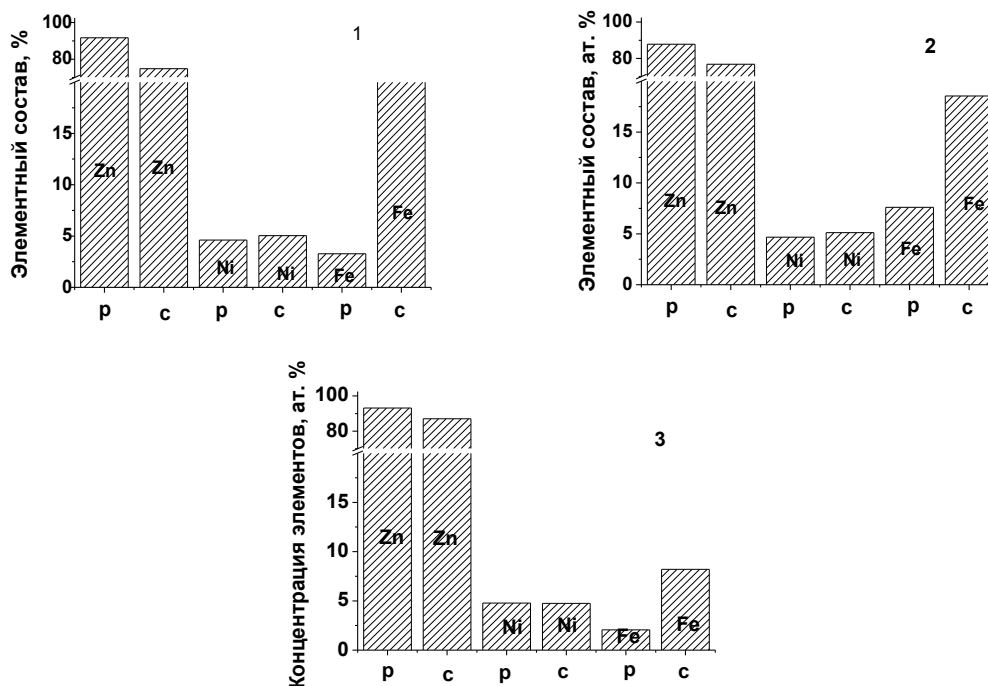 Элементный состав, %
100
80
15
10
5
0
1
Zn
Zn
Ni
Ni
Fe
Fe
р
с
р
с
р
с
Элементный состав, ат. %
100
80
15
10
5
0
2
Zn
Zn
Ni
Ni
Fe
Fe
р
с
р
с
р
с
Концентрация элементов, ат. %
100
80
15
10
5
0
3
Zn
Zn
Ni
Ni
Fe
Fe
р
с
р
с
р
с